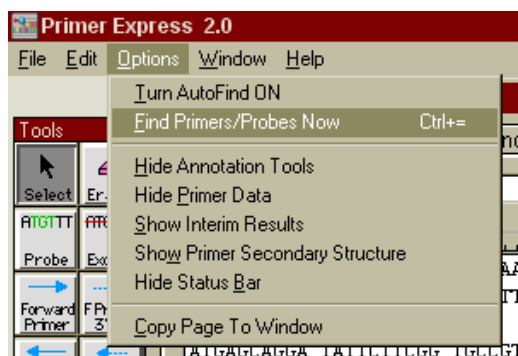 Primer Express 2.0
File Edit Options Window Help
Turn AutoFind ON
Find Primers/Probes Now Ctrl+=
Tools
Hide Annotation Tools
Select
Hide Primer Data
ATGTTT
Show Interim Results
Probe
Show Primer Secondary Structure
Hide Status Bar
Forward
Primer
3'
Copy Page To Window